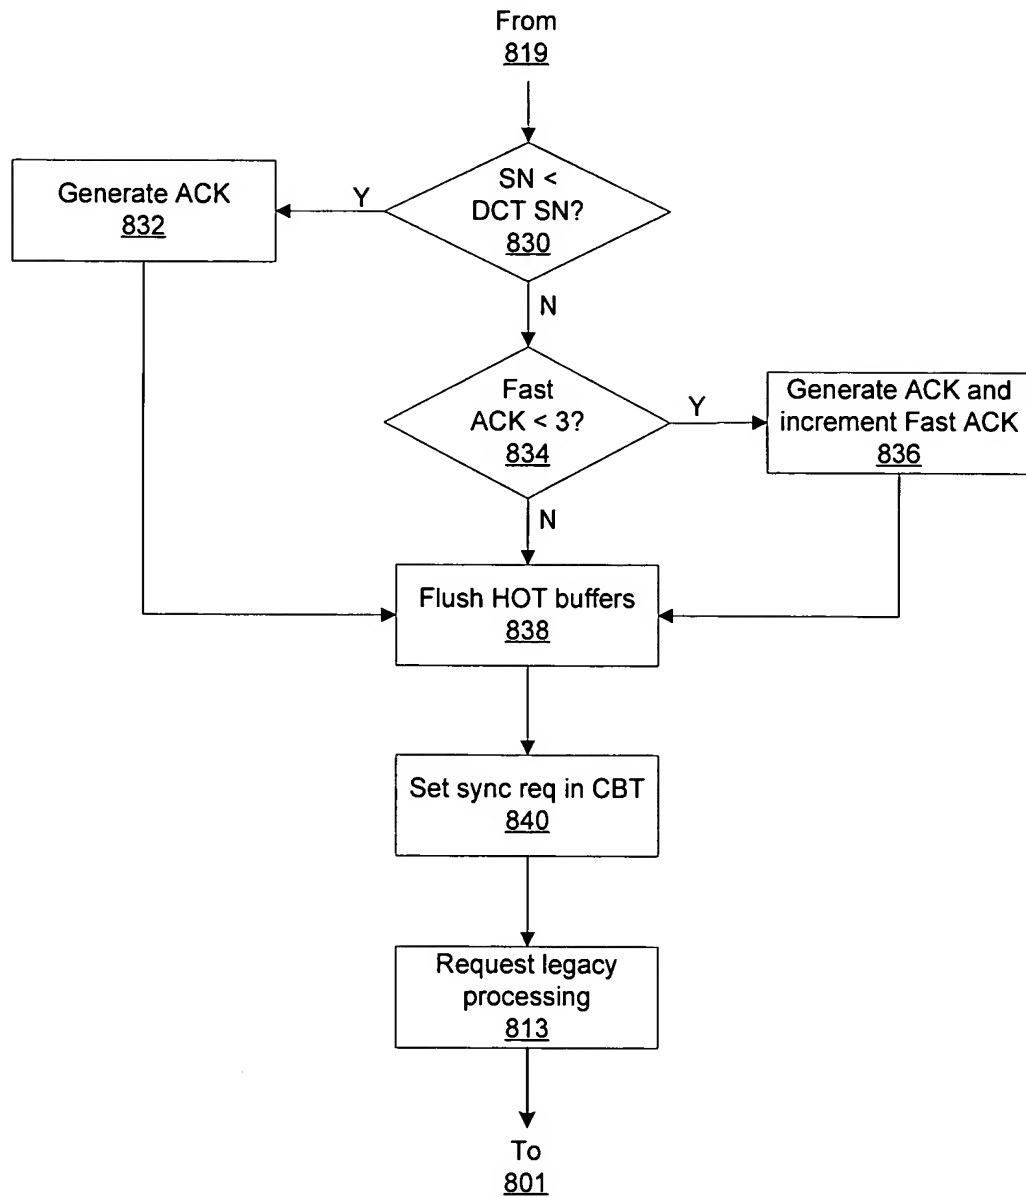 From
819
SN <
DCT SN?
830
Y
Generate ACK
832
N
Fast
ACK < 3?
834
Y
Generate ACK and
increment Fast ACK
836
N
Flush HOT buffers
838
Set sync req in CBT
840
Request legacy
processing
813
To
801